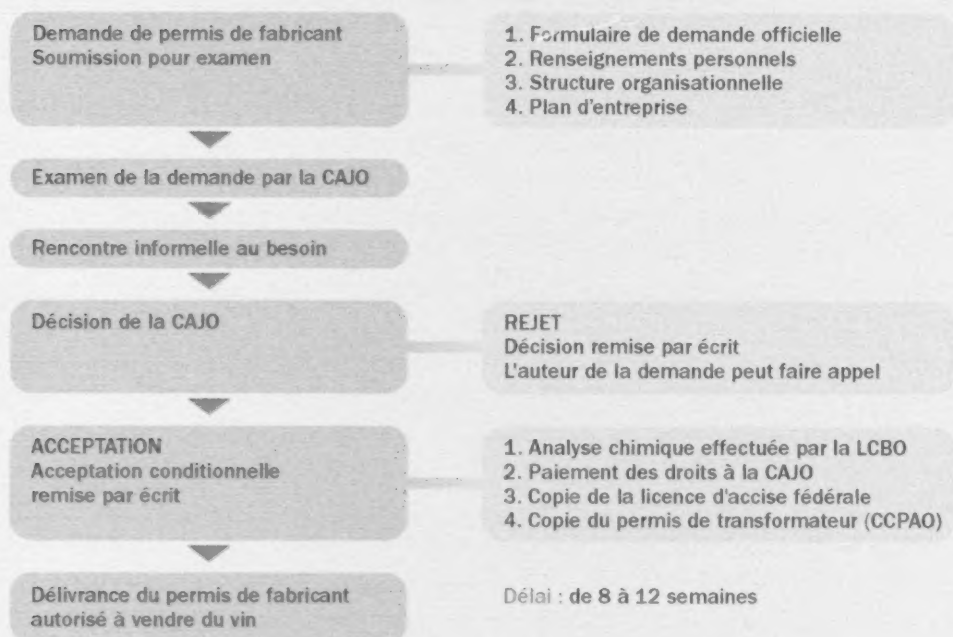 Demande de permis de fabricant
Soumission pour examen
1. Formulaire de demande officielle
2. Renseignements personnels
3. Structure organisationnelle
4. Plan d'entreprise
Examen de la demande par la CAJO
Rencontre informelle au besoin
Décision de la CAJO
REJET
Décision remise par écrit
L'auteur de la demande peut faire appel
ACCEPTATION
Acceptation conditionnelle
remise par écrit
1. Analyse chimique effectuée par la LCBO
2. Paiement des droits à la CAJO
3. Copie de la licence d'accise fédérale
4. Copie du permis de transformateur (CCPAO)
Délivrance du permis de fabricant
autorisé à vendre du vin
Délai : de 8 à 12 semaines